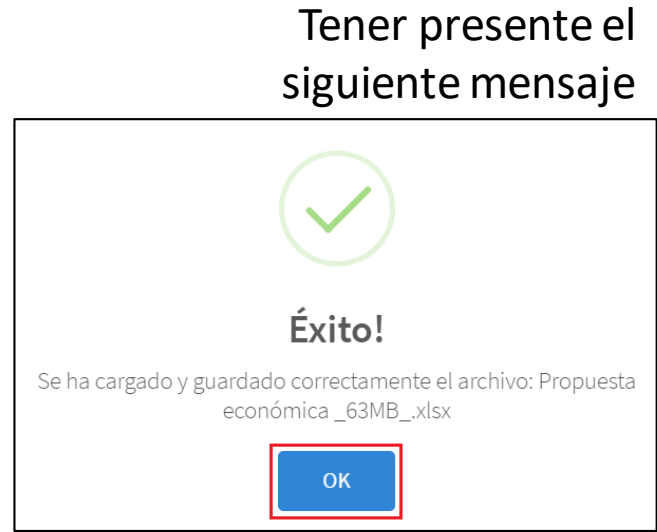 Tener presente el
siguiente mensaje
Éxito!
Se ha cargado y guardado correctamente el archivo: Propuesta
económica _63MB_.xlsx
OK